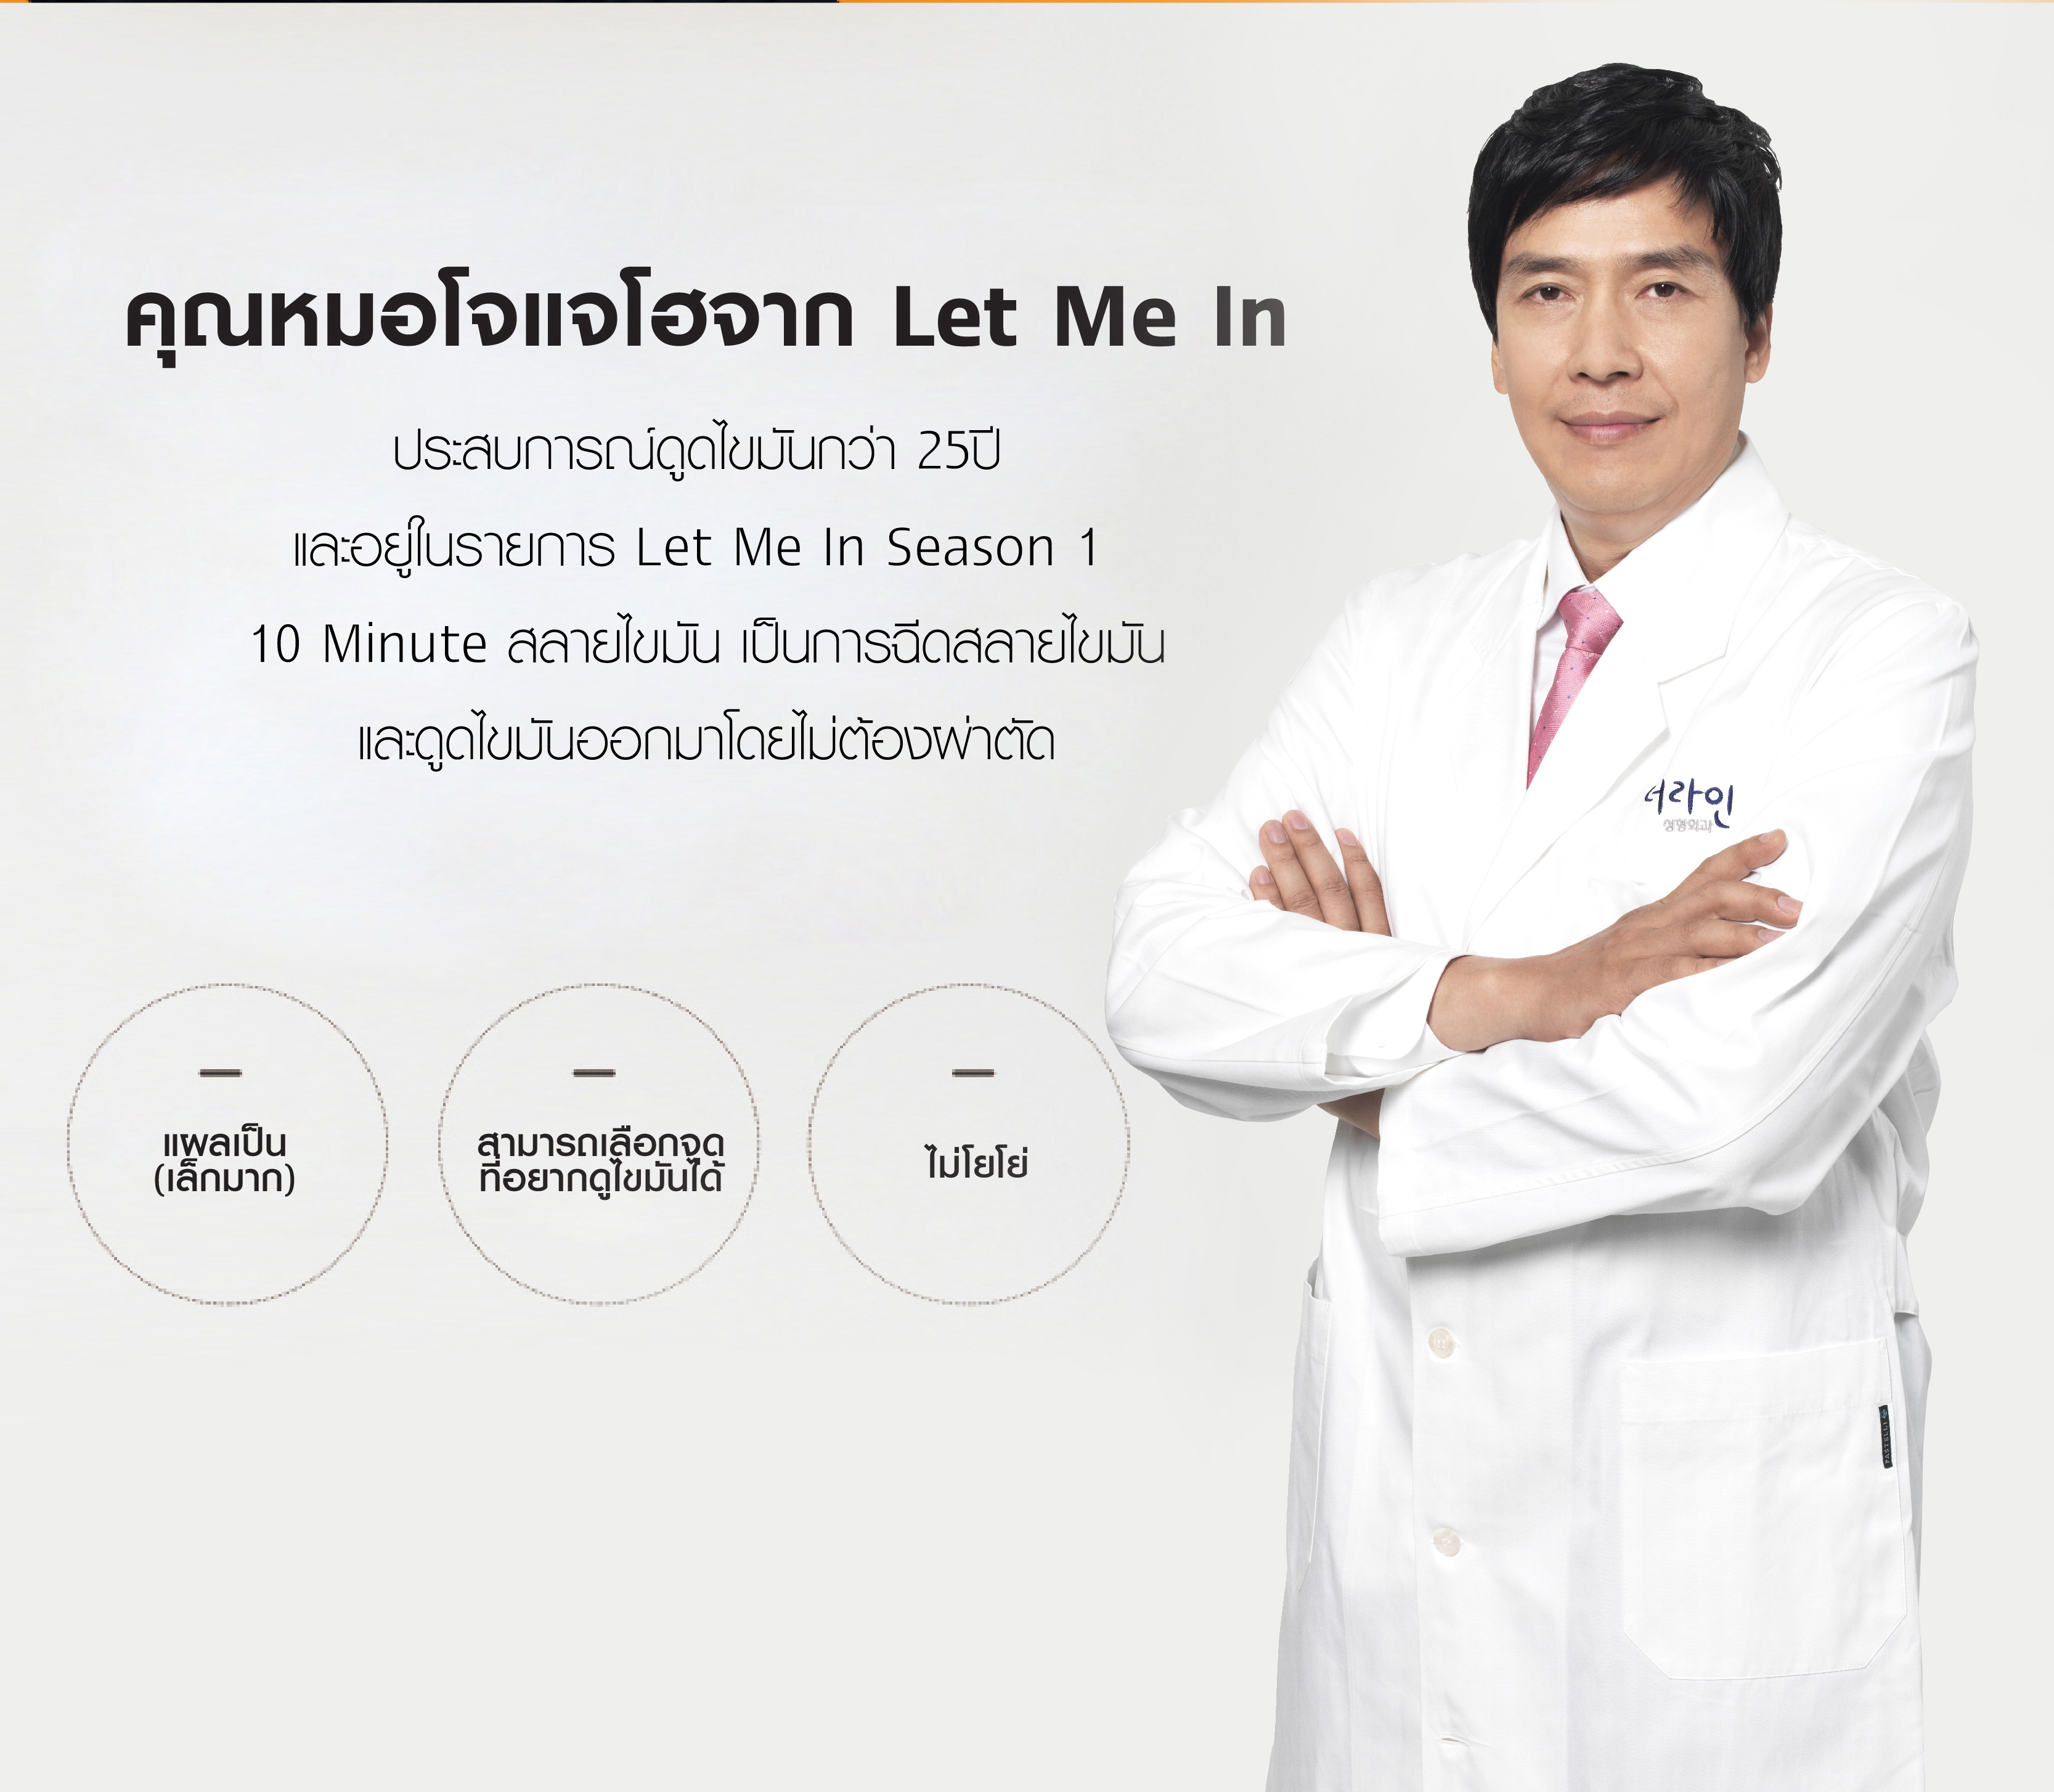 คุณหมอโจแจโฮจาก Let Me In
ประสบการณ์ดูดไขมันกว่า 25ปี
และอยู่ในรายการ Let Me In Season 1
10 Minute สลายไขมัน เป็นการฉีดสลายไขมัน
และดูดไขมันออกมาโดยไม่ต้องผ่าตัด
더라인
성형외과
แผลเป็น
(เล็กมาก)
สามารถเลือกจุด
ที่อยากดูไขมันได้
ไม่โยโย่
PASTELLI